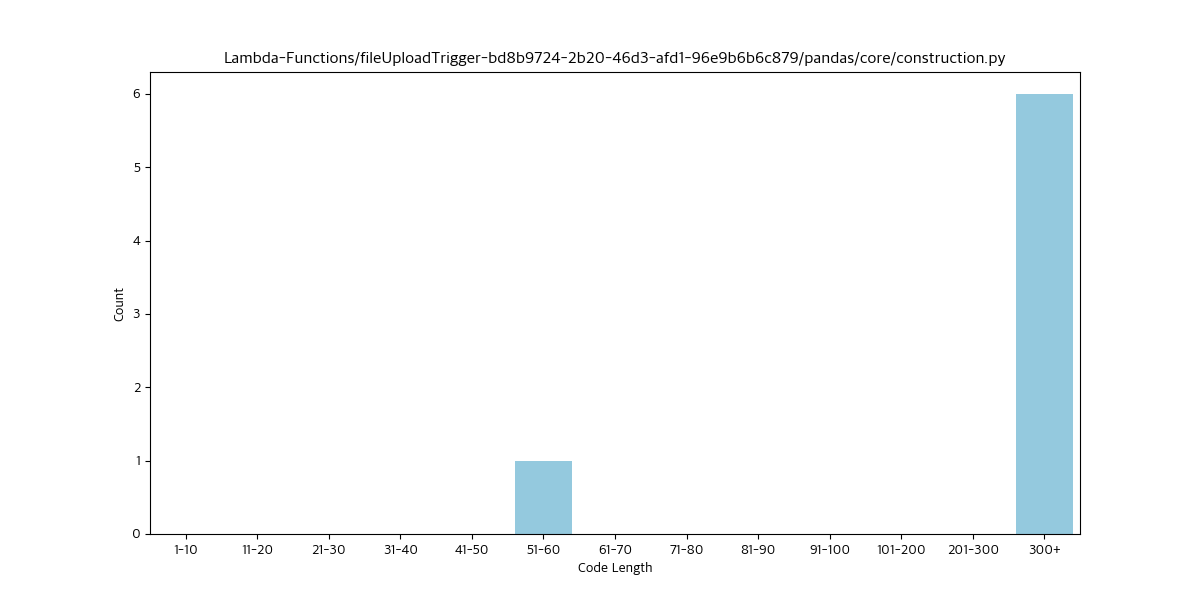 Lambda-Functions/fileUploadTrigger-bd8b9724-2b20-46d3-afd1-96e9b6b6c879/pandas/core/construction.py
6
5
4
3
2
1
0
Count
1-10 11-20 21-30 31-40 41-50 51-60 61-70 71-80 81-90 91-100 101-200 201-300 300+
Code Length